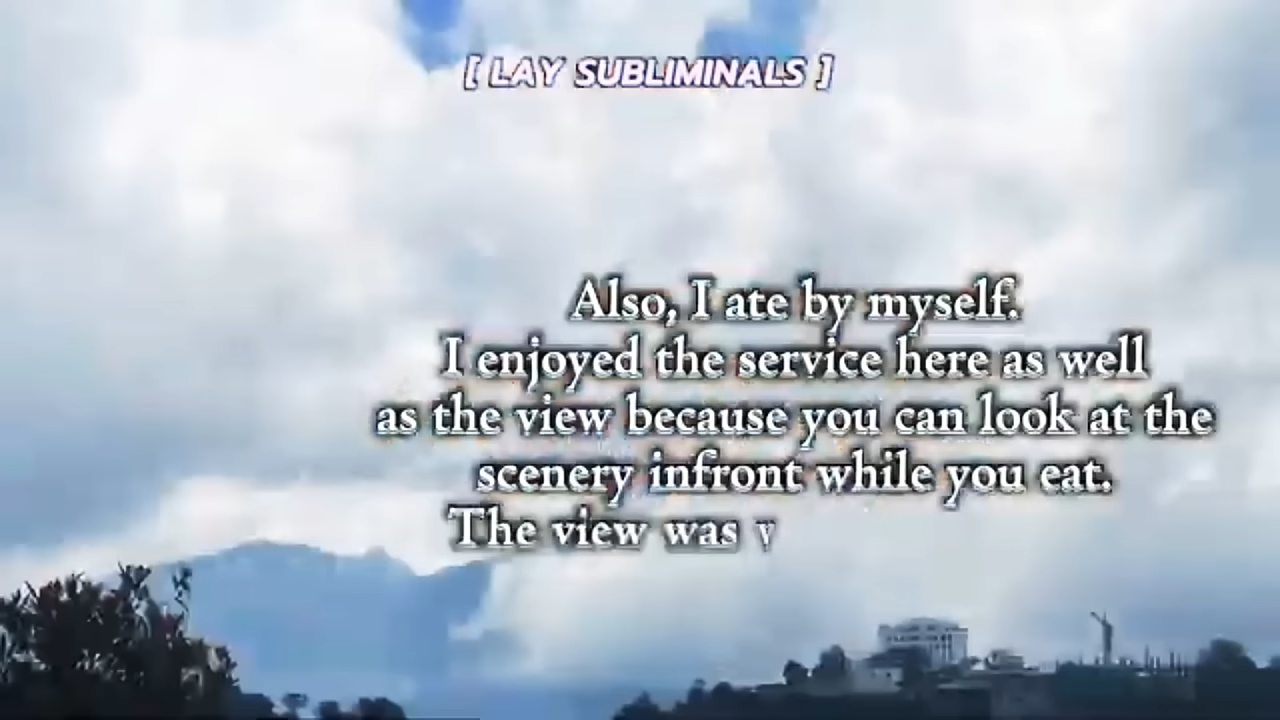 [ LAY SUBLIMINALS ]
Also, I ate by myself.
I enjoyed the service here as well
as the view because you can look at the
scenery infront while you eat.
The view was v